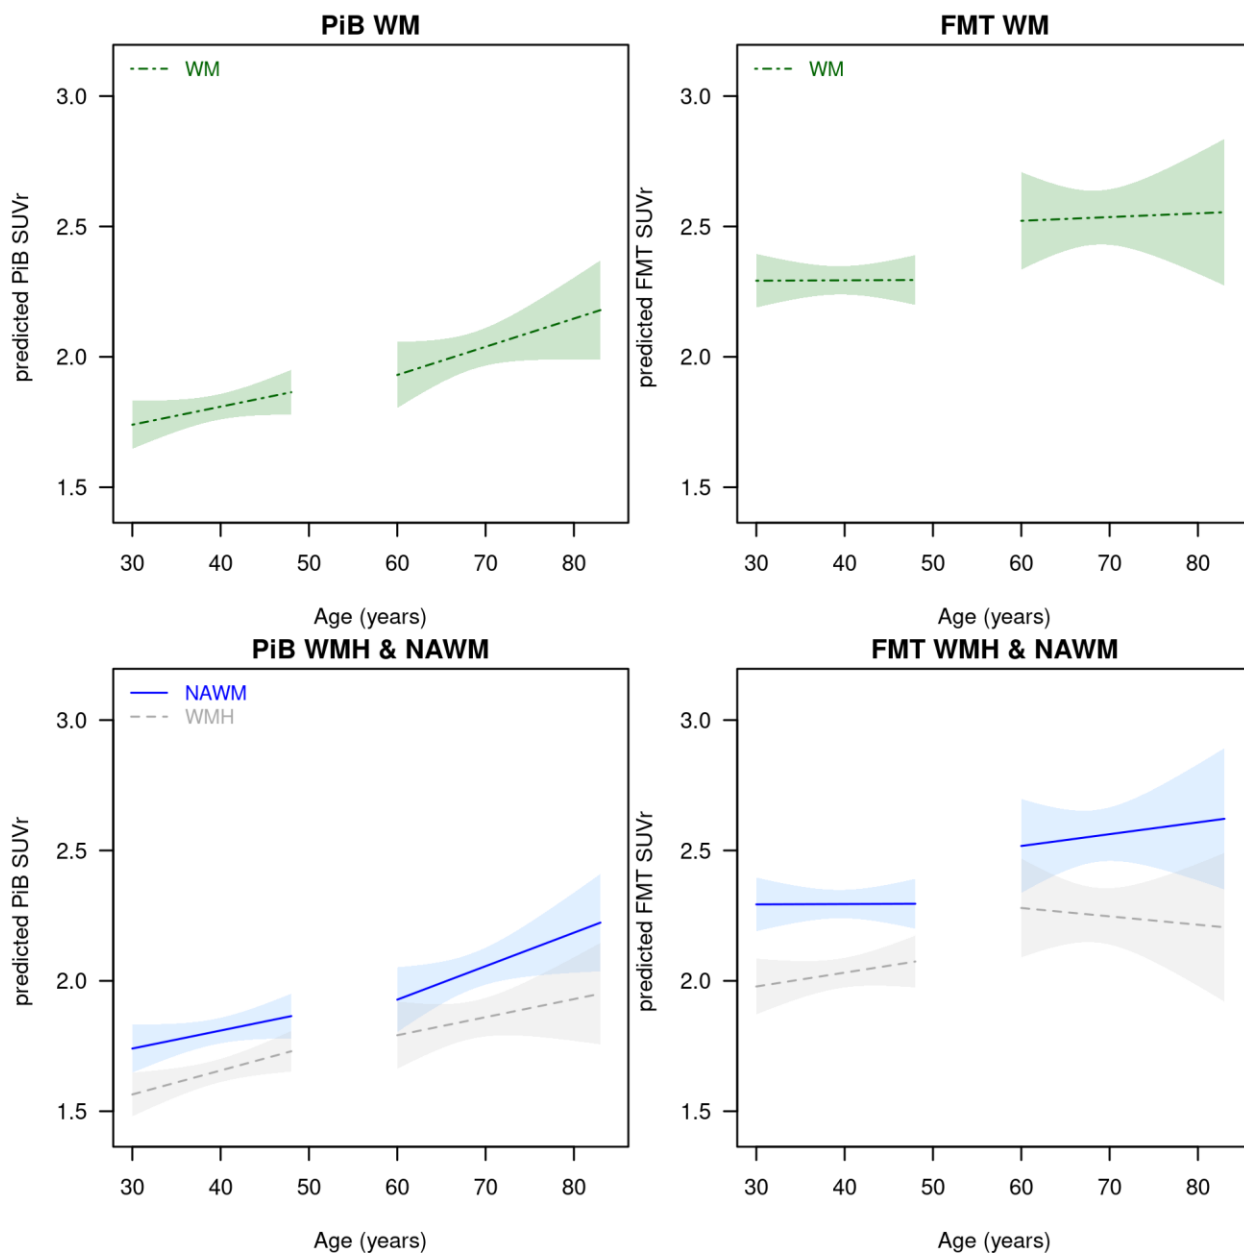 PiB WM
WM
predicted PiB SUVr
3.0
2.5
2.0
1.5
30 40 50 60 70 80
Age (years)
FMT WM
WM
predicted FMT SUVr
3.0
2.5
2.0
1.5
30 40 50 60 70 80
Age (years)
PiB WMH & NAWM
NAWM
WMH
predicted PiB SUVr
3.0
2.5
2.0
1.5
30 40 50 60 70 80
Age (years)
FMT WMH & NAWM
predicted FMT SUVr
3.0
2.5
2.0
1.5
30 40 50 60 70 80
Age (years)